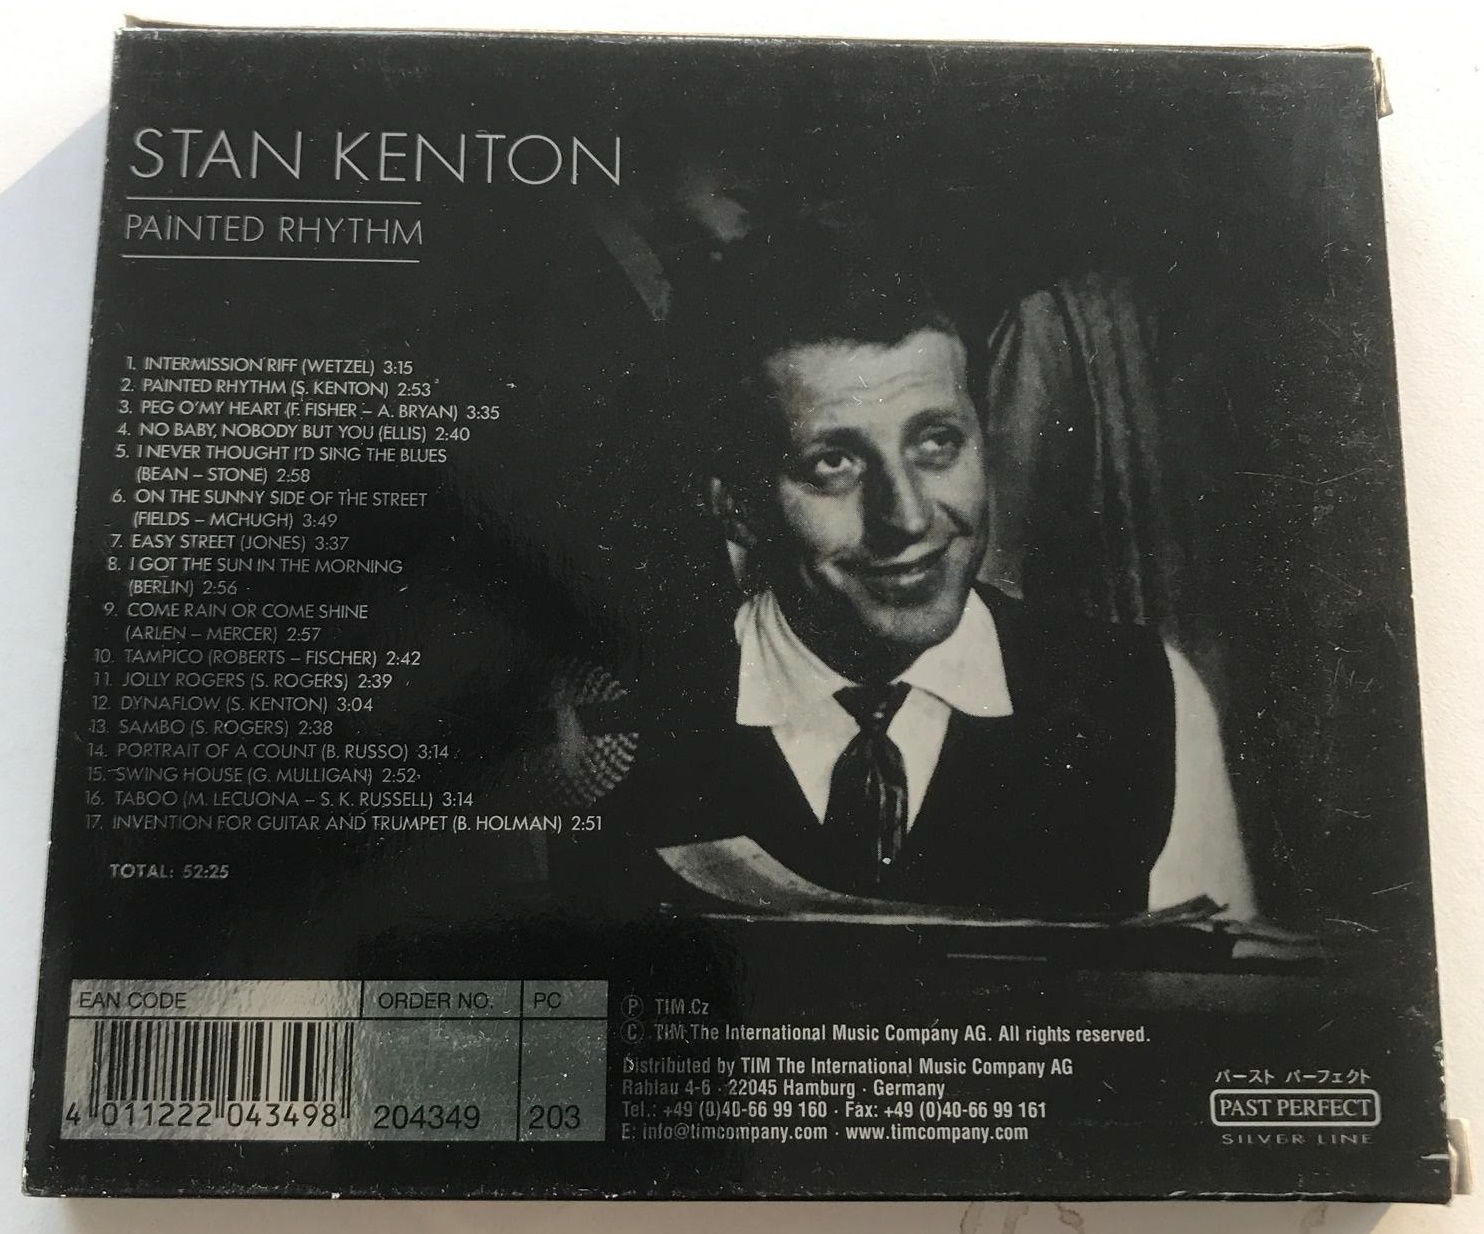 STAN KENTON
PAINTED RHYTHM
1. INTERMISSION RIFF (WETZEL) 3:15
2. PAINTED RHYTHM (S. KENTON) 2:53
3. PEG O'MY HEART (F. FISHER – A. BRYAN) 3:35
4. NO BABY, NOBODY BUT YOU (ELLIS) 2:40
5. I NEVER THOUGHT I'D SING THE BLUES
(BEAN – STONE) 2:58
6. ON THE SUNNY SIDE OF THE STREET
(FIELDS – MCHUGH) 3:49
7. EASY STREET (JONES) 3:37
8. I GOT THE SUN IN THE MORNING
(BERLIN) 2:56
9. COME RAIN OR COME SHINE
(ARLEN – MERCER) 2:57
10. TAMPICO (ROBERTS – FISCHER) 2:42
11. JOLLY ROGERS (S. ROGERS) 2:39
12. DYNAFLOW (S. KENTON) 3:04
13. SAMBO (S. ROGERS) 2:38
14. PORTRAIT OF A COUNT (B. RUSSO) 3:14
15. SWING HOUSE (G. MULLIGAN) 2:52
16. TABOO (M. LECUONA – S. K. RUSSELL) 3:14
17. INVENTION FOR GUITAR AND TRUMPET (B. HOLMAN) 2:51
TOTAL: 52:25
EAN CODE
4 011222 043498
ORDER NO.
204349
PC
203
Ⓟ TIM.Cz
Ⓒ TIM The International Music Company AG. All rights reserved.
Distributed by TIM The International Music Company AG
Rahlau 4-6 · 22045 Hamburg · Germany
Tel.: +49 (0)40-66 99 160 · Fax: +49 (0)40-66 99 161
E: info@timcompany.com · www.timcompany.com
パースト パーフェクト
PAST PERFECT
SILVER LINE